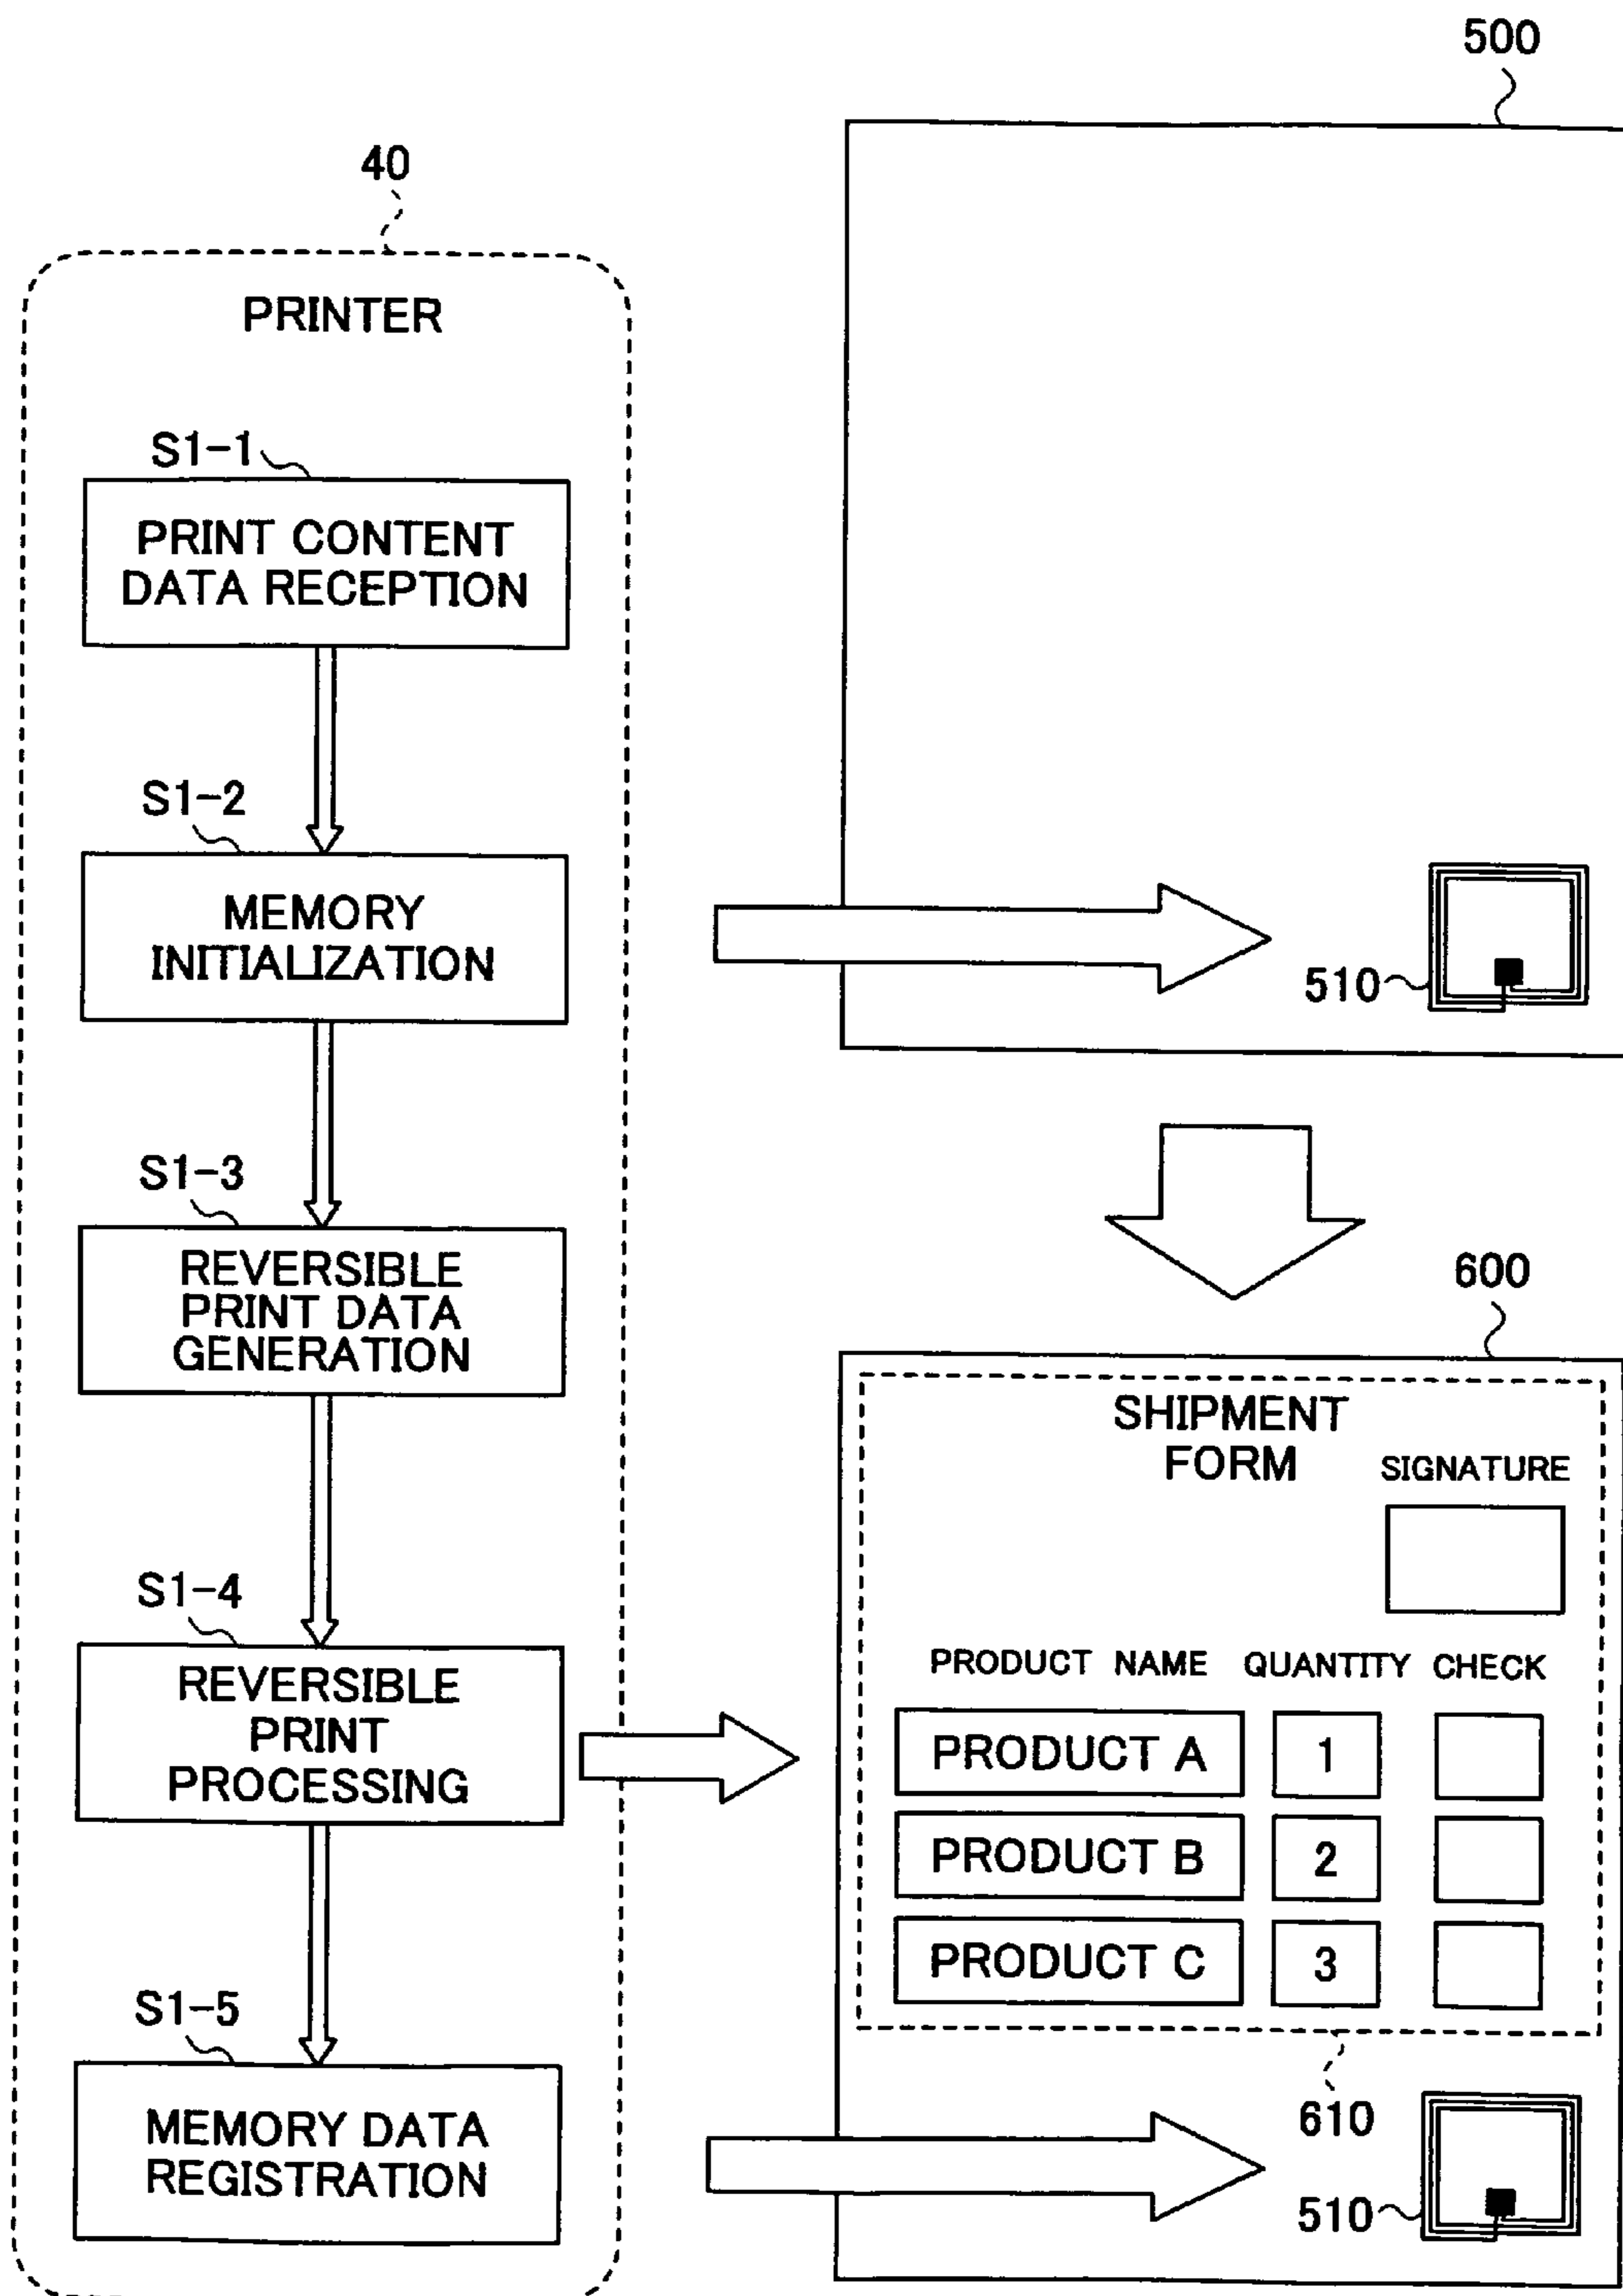 500
40
PRINTER
S1-1
PRINT CONTENT
DATA RECEPTION
S1-2
MEMORY
INITIALIZATION
510
S1-3
REVERSIBLE
PRINT DATA
GENERATION
600
SHIPMENT
FORM
SIGNATURE
S1-4
REVERSIBLE
PRINT
PROCESSING
PRODUCT NAME QUANTITY CHECK
PRODUCT A 1
PRODUCT B 2
PRODUCT C 3
S1-5
MEMORY DATA
REGISTRATION
610
510